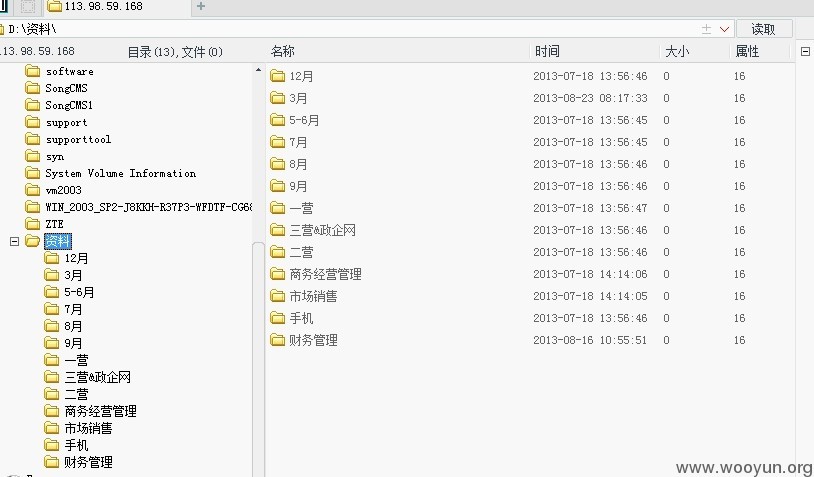 113.98.59.168
D:\资料\
读取
13.98.59.168 目录(13),文件(0)
名称 时间 大小 属性
software
SongCMS
SongCMS1
support
supporttool
syn
System Volume Information
vm2003
WIN_2003_SP2-J8KKH-R37P3-WFDTF-CG68
ZTE
资料
12月
3月
5-6月
7月
8月
9月
一营
三营&政企网
二营
商务经营管理
市场销售
手机
财务管理
12月 2013-07-18 13:56:46 0 16
3月 2013-08-23 08:17:33 0 16
5-6月 2013-07-18 13:56:45 0 16
7月 2013-07-18 13:56:45 0 16
8月 2013-07-18 13:56:46 0 16
9月 2013-07-18 13:56:46 0 16
一营 2013-07-18 13:56:47 0 16
三营&政企网 2013-07-18 13:56:46 0 16
二营 2013-07-18 13:56:46 0 16
商务经营管理 2013-07-18 14:14:06 0 16
市场销售 2013-07-18 14:14:05 0 16
手机 2013-07-18 13:56:46 0 16
财务管理 2013-08-16 10:55:51 0 16
www.wooyun.org